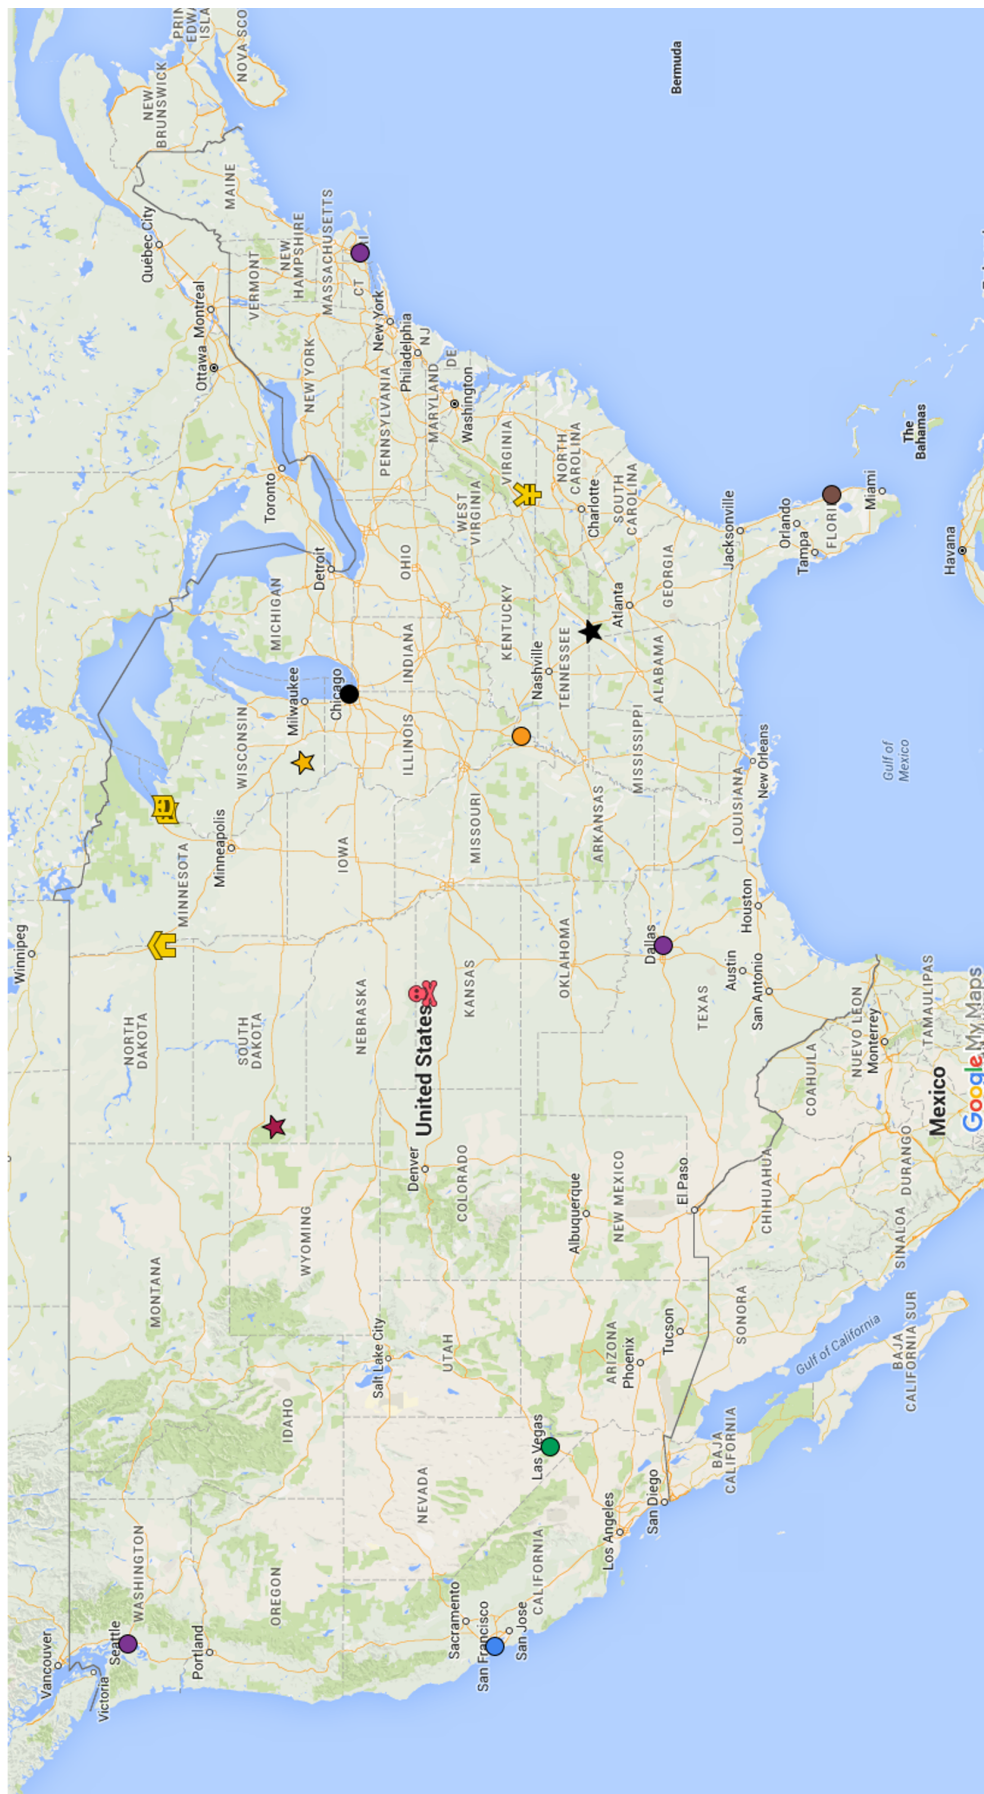 Vancouver
Victoria
Seattle
WASHINGTON
Portland
OREGON
IDAHO
MONTANA
WYOMING
NORTH
DAKOTA
SOUTH
DAKOTA
Winnipeg
MINNESOTA
Minneapolis
WISCONSIN
Milwaukee
Chicago
MICHIGAN
Detroit
Toronto
Ottawa
Montreal
Québec City
NEW
BRUNSWICK
NOVA SCO
PRIN
EDWA
ISLA
MAINE
VERMONT
NEW
HAMPSHIRE
MASSACHUSETTS
CT
NEW YORK
New York
PENNSYLVANIA
Philadelphia
NJ
MARYLAND
DE
Washington
WEST
VIRGINIA
VIRGINIA
OHIO
INDIANA
ILLINOIS
IOWA
NEBRASKA
Salt Lake City
UTAH
NEVADA
Sacramento
San Francisco
San Jose
CALIFORNIA
Las Vegas
Los Angeles
San Diego
Denver
COLORADO
United States
KANSAS
MISSOURI
KENTUCKY
Nashville
TENNESSEE
NORTH
CAROLINA
Charlotte
SOUTH
CAROLINA
Atlanta
GEORGIA
ALABAMA
MISSISSIPPI
ARKANSAS
OKLAHOMA
Albuquerque
NEW MEXICO
ARIZONA
Phoenix
Tucson
El Paso
Dallas
TEXAS
Austin
San Antonio
Houston
LOUISIANA
New Orleans
Jacksonville
Orlando
Tampa
FLORI
Miami
Bermuda
The
Bahamas
Havana
Gulf of
Mexico
BAJA
CALIFORNIA
SONORA
CHIHUAHUA
COAHUILA
NUEVO LEON
Monterrey
TAMAULIPAS
Gulf of California
BAJA
CALIFORNIA SUR
SINALOA
DURANGO
Mexico
Google My Maps